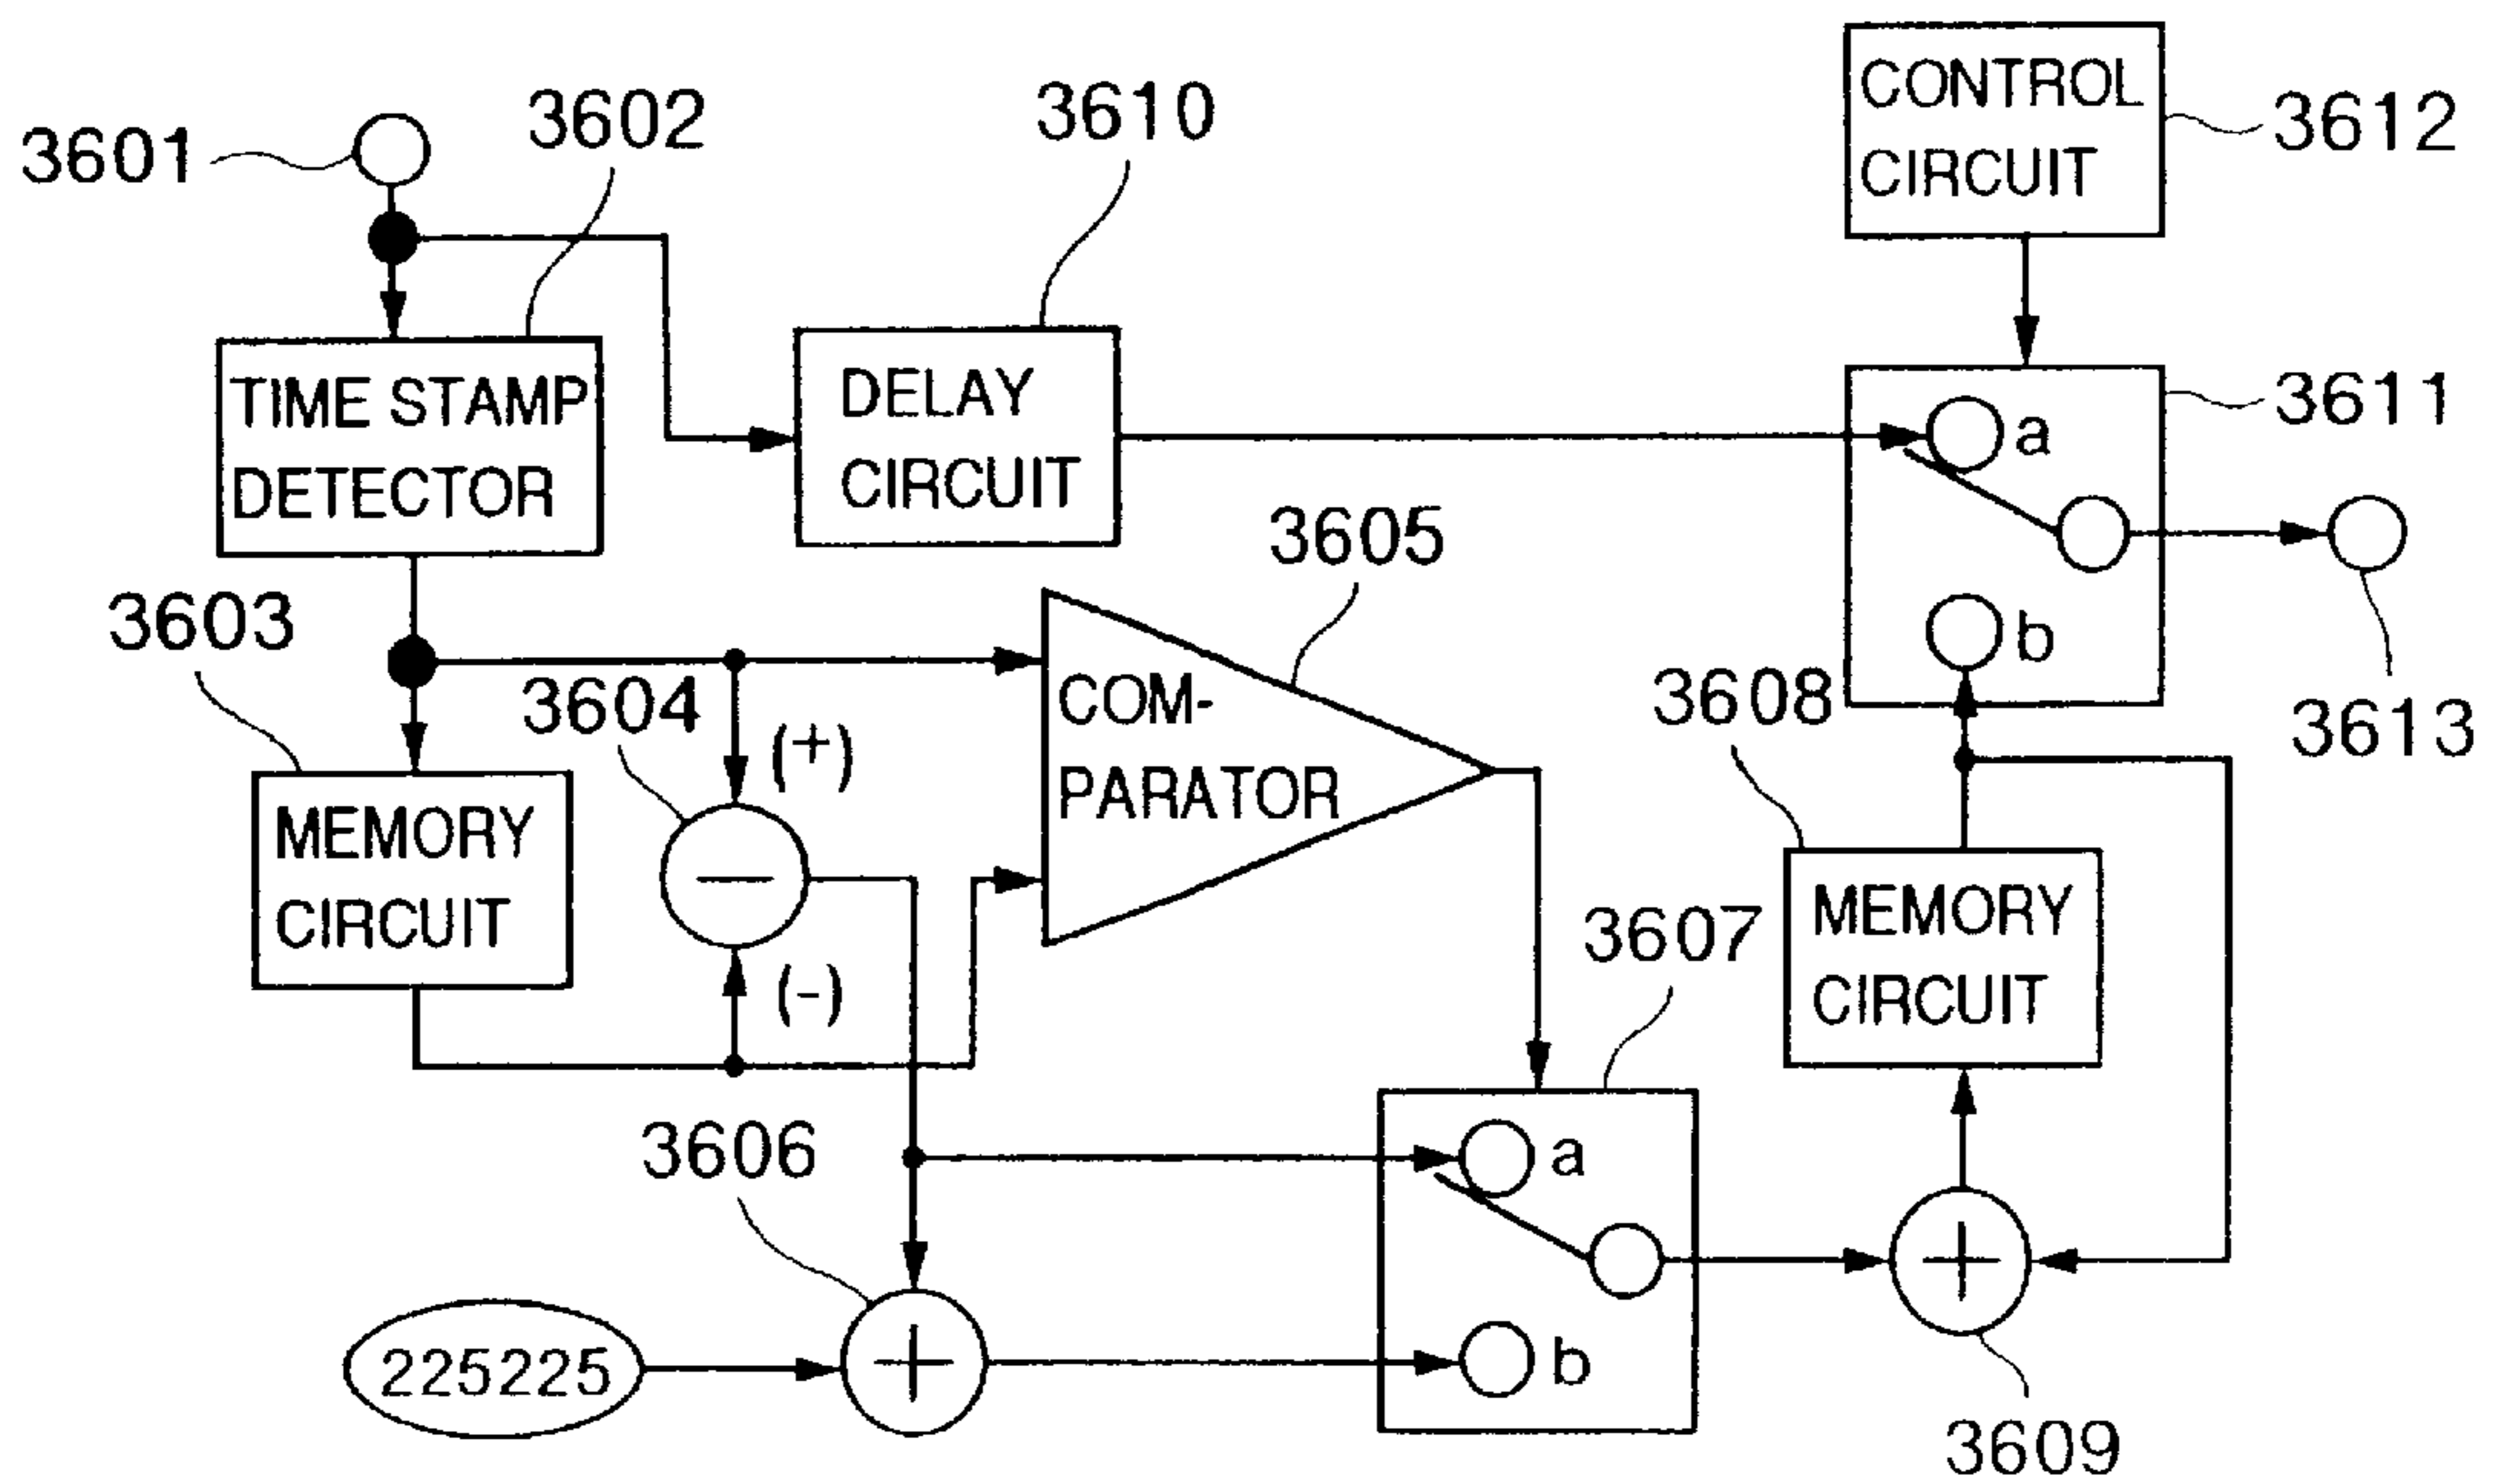 3601
3602
3610
CONTROL
CIRCUIT
3612
TIME STAMP
DETECTOR
DELAY
CIRCUIT
a
b
3611
3613
3603
3604
(+)
(-)
3605
COM-
PARATOR
3608
MEMORY
CIRCUIT
MEMORY
CIRCUIT
3607
3606
a
b
225225
3609